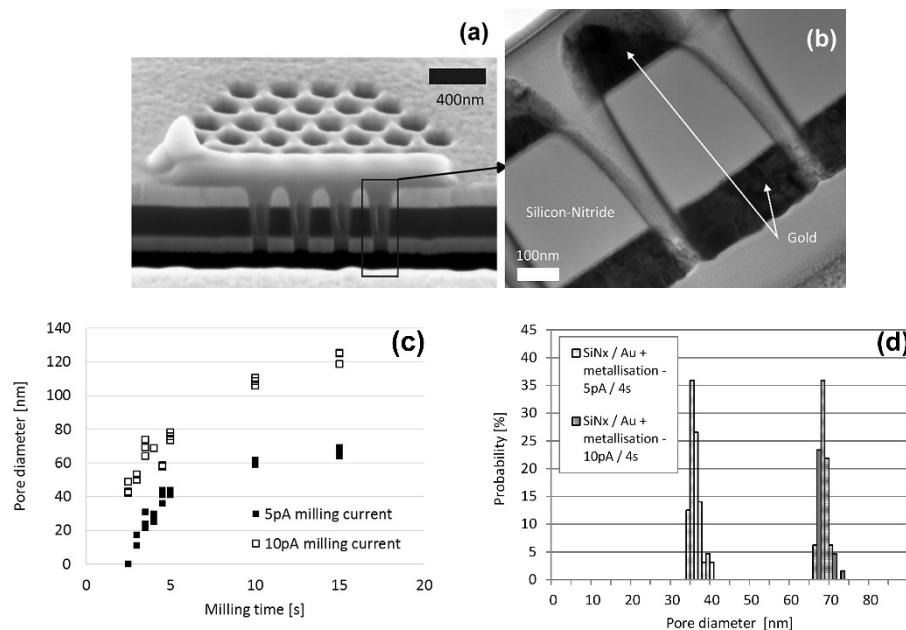 (a)
400nm
(b)
Silicon-Nitride
Gold
100nm
(c)
140
120
100
80
60
40
20
0
Pore diameter [nm]
5pA milling current
10pA milling current
0 5 10 15 20
Milling time [s]
(d)
45
40
35
30
25
20
15
10
5
0
Probability [%]
SiNx / Au +
metallisation -
5pA / 4s
SiNx / Au +
metallisation -
10pA / 4s
0 10 20 30 40 50 60 70 80
Pore diameter [nm]